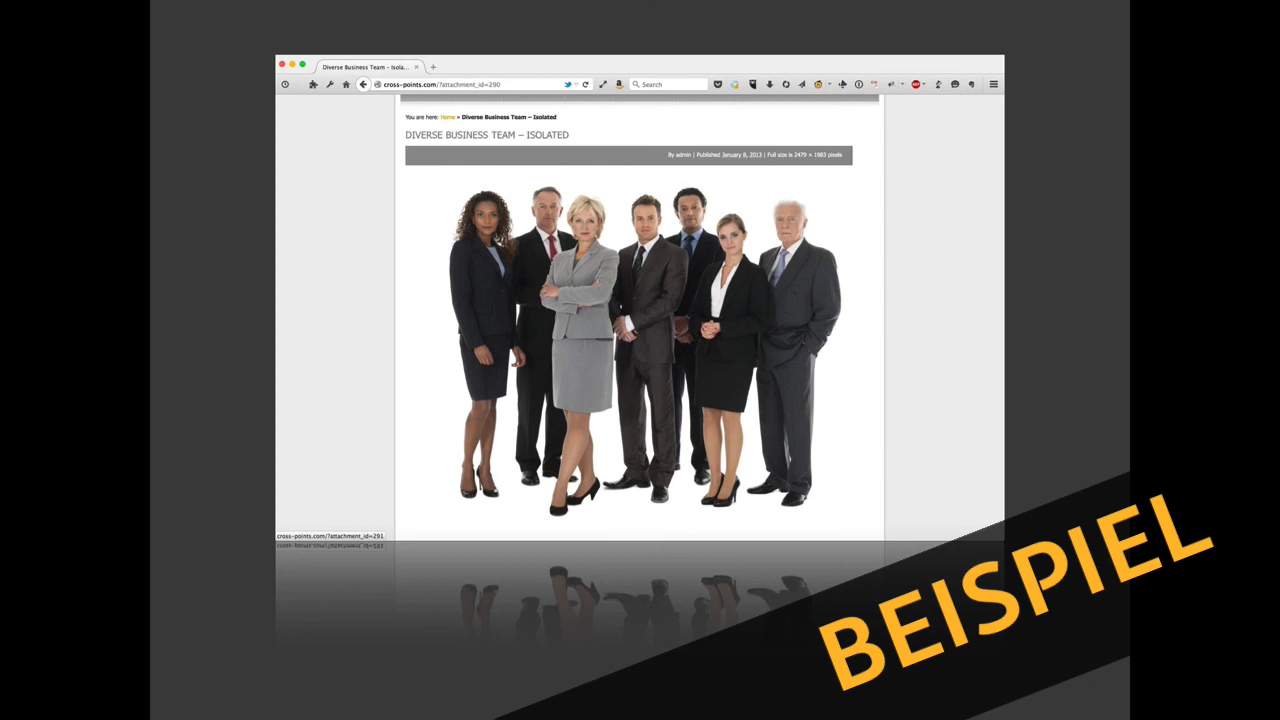 Diverse Business Team – Isola...
cross-points.com/?attachment_id=290
Search
You are here: Home » Diverse Business Team – Isolated
DIVERSE BUSINESS TEAM – ISOLATED
By admin | Published January 8, 2013 | Full size is 2479 × 1983 pixels
cross-points.com/?attachment_id=291
BEISPIEL